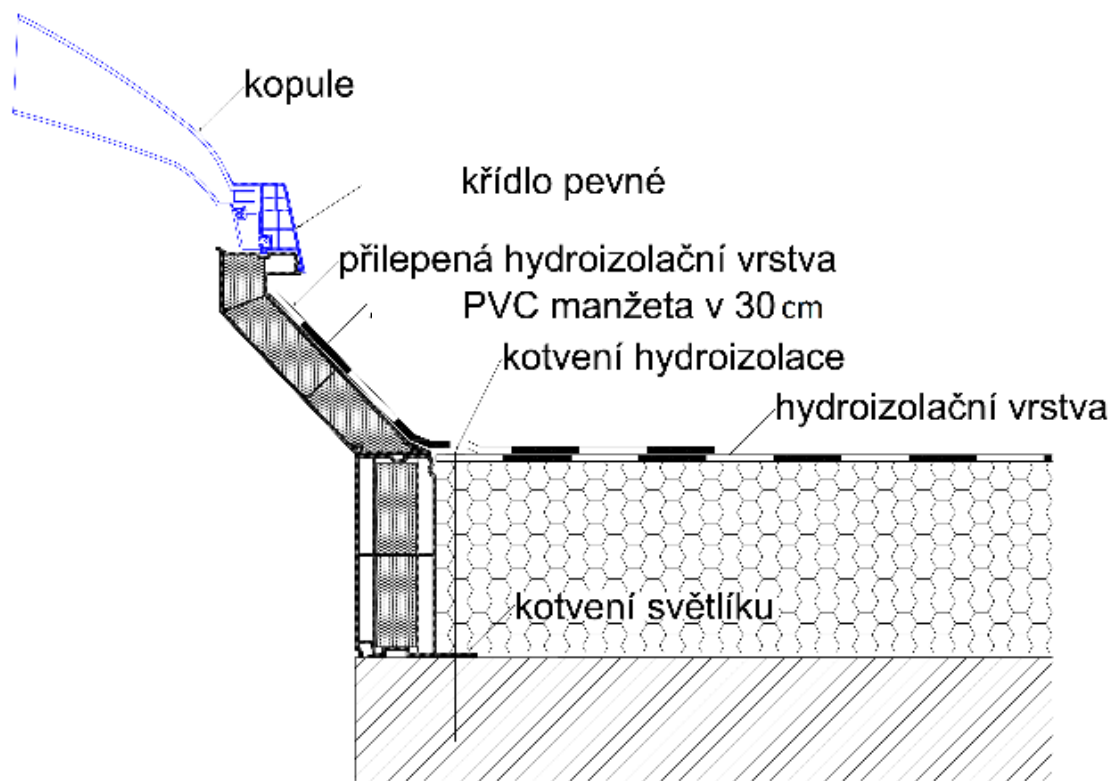 kopule
křídlo pevné
přilepená hydroizolační vrstva
PVC manžeta v 30 cm
kotvení hydroizolace
hydroizolační vrstva
kotvení světlíku